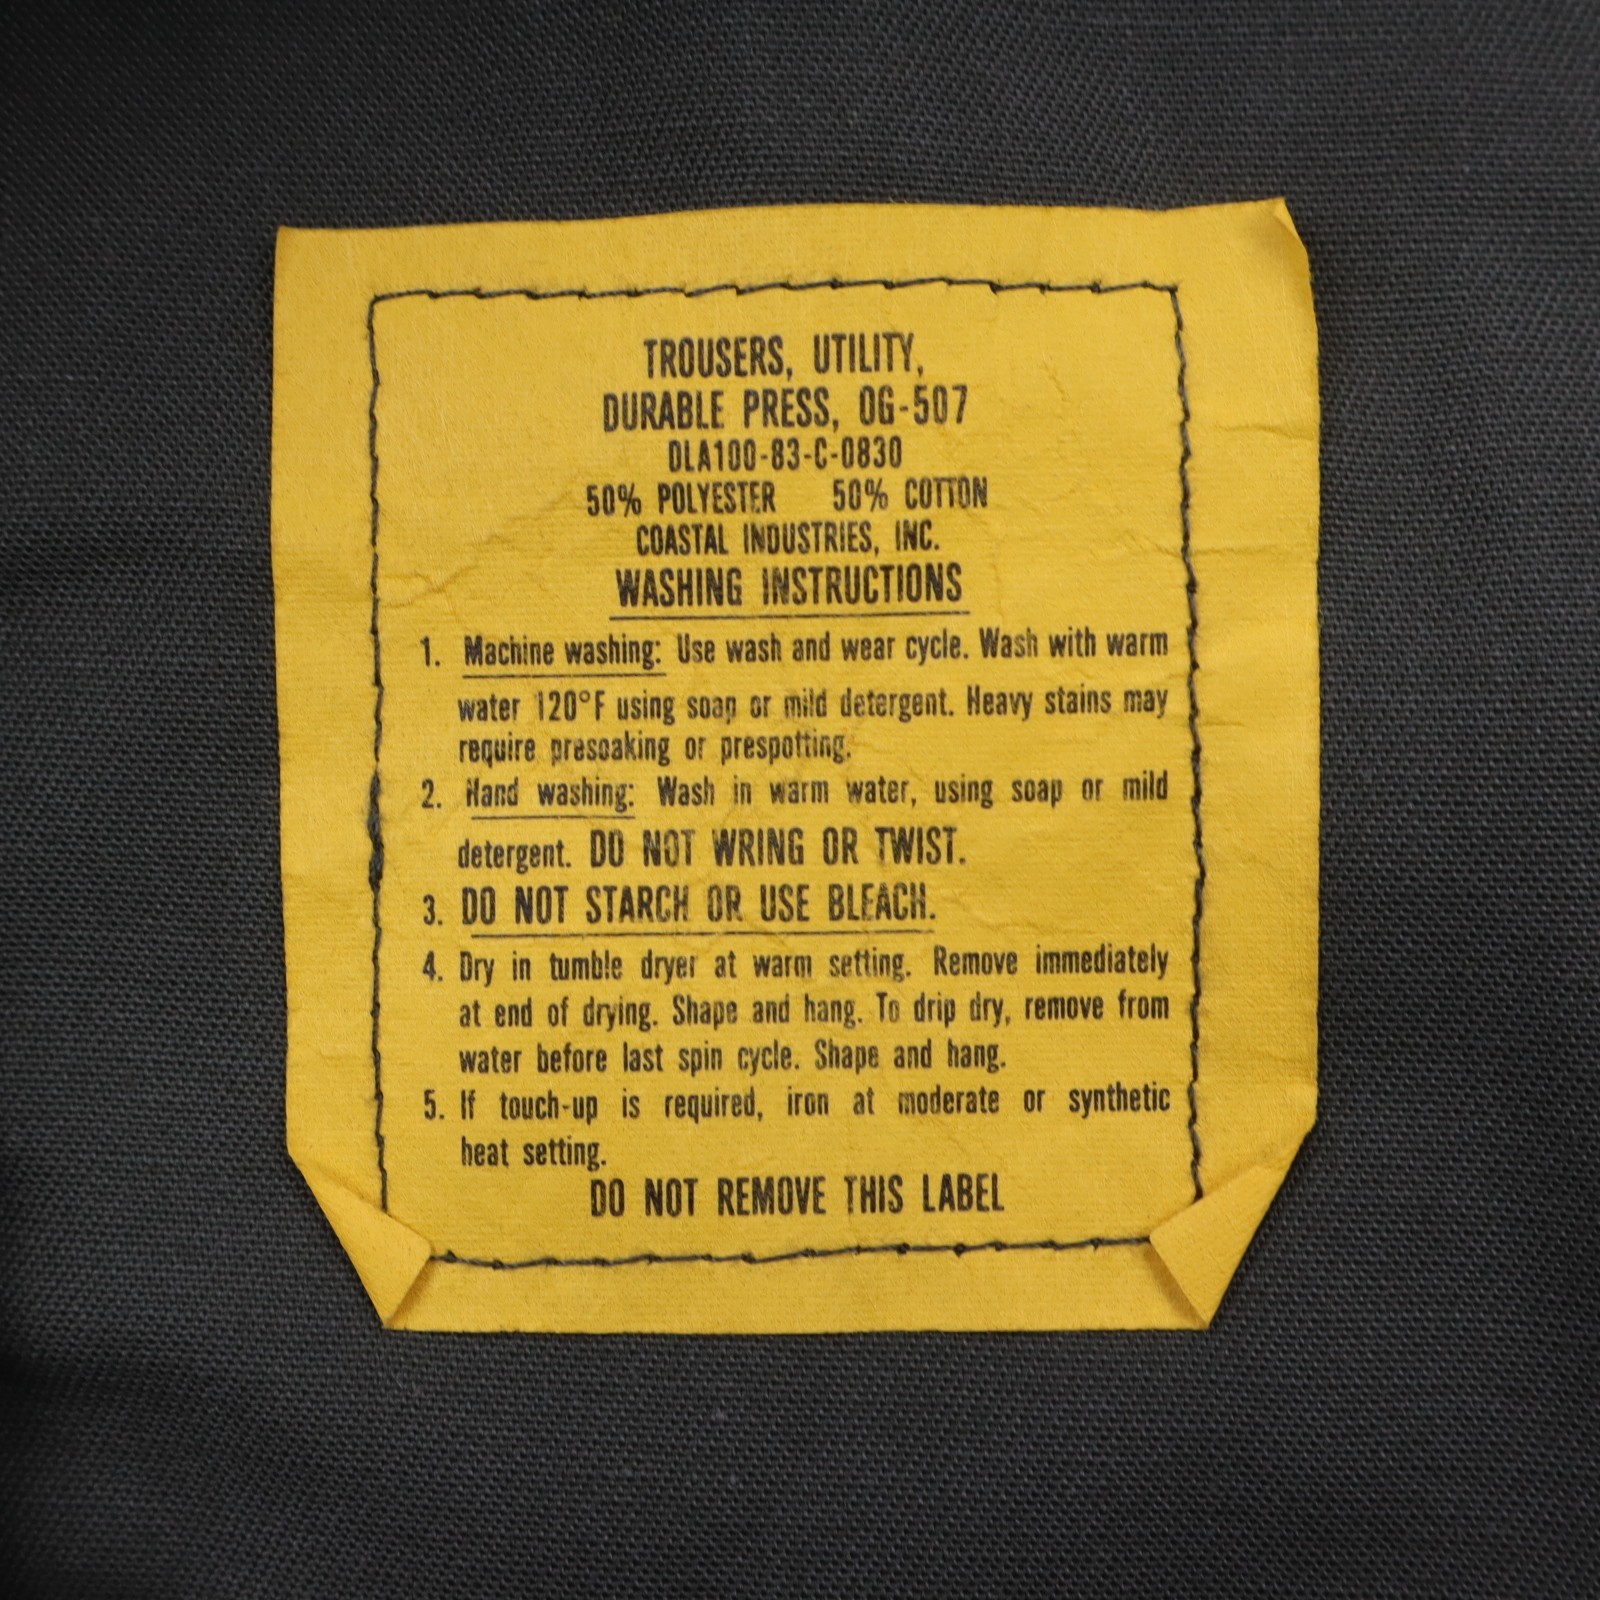 TROUSERS, UTILITY,
DURABLE PRESS, OG-507
DLA100-83-C-0830
50% POLYESTER 50% COTTON
COASTAL INDUSTRIES, INC.
WASHING INSTRUCTIONS
1. Machine washing: Use wash and wear cycle. Wash with warm
water 120°F using soap or mild detergent. Heavy stains may
require presoaking or prespotting.
2. Hand washing: Wash in warm water, using soap or mild
detergent. DO NOT WRING OR TWIST.
3. DO NOT STARCH OR USE BLEACH.
4. Dry in tumble dryer at warm setting. Remove immediately
at end of drying. Shape and hang. To drip dry, remove from
water before last spin cycle. Shape and hang.
5. If touch-up is required, iron at moderate or synthetic
heat setting.
DO NOT REMOVE THIS LABEL